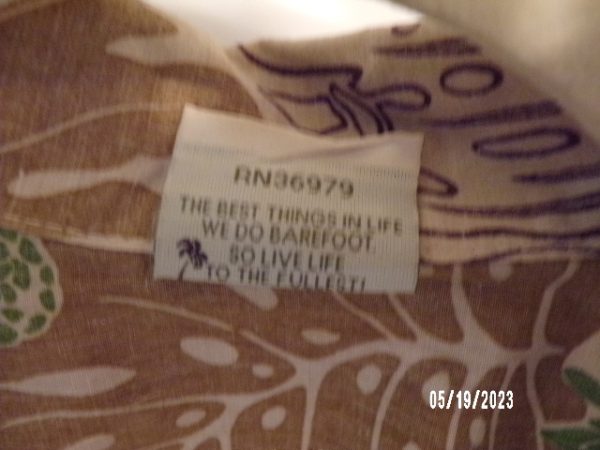 RN36979
THE BEST THINGS IN LIFE
WE DO BAREFOOT.
SO LIVE LIFE
TO THE FULLEST!
05/19/2023